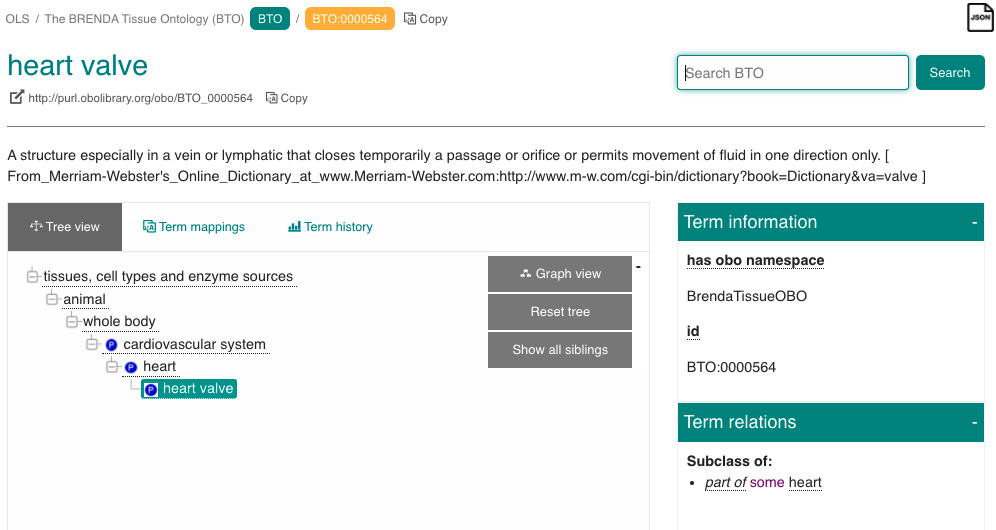 OLS / The BRENDA Tissue Ontology (BTO) BTO / BTO:0000564 Copy
JSON
heart valve
Search BTO
Search
http://purl.obolibrary.org/obo/BTO_0000564 Copy
A structure especially in a vein or lymphatic that closes temporarily a passage or orifice or permits movement of fluid in one direction only. [
From_Merriam-Webster's_Online_Dictionary_at_www.Merriam-Webster.com:http://www.m-w.com/cgi-bin/dictionary?book=Dictionary&va=valve ]
Tree view Term mappings Term history
tissues, cell types and enzyme sources
animal
whole body
P cardiovascular system
P heart
P heart valve
Graph view -
Reset tree
Show all siblings
Term information -
has obo namespace
BrendaTissueOBO
id
BTO:0000564
Term relations -
Subclass of:
• part of some heart